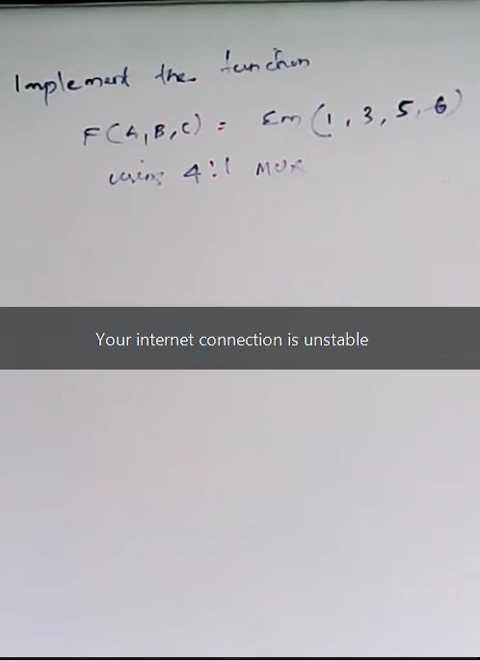 Implement the function
F(A,B,C) = Σm (1, 3, 5, 6)
using 4:1 MUX
Your internet connection is unstable